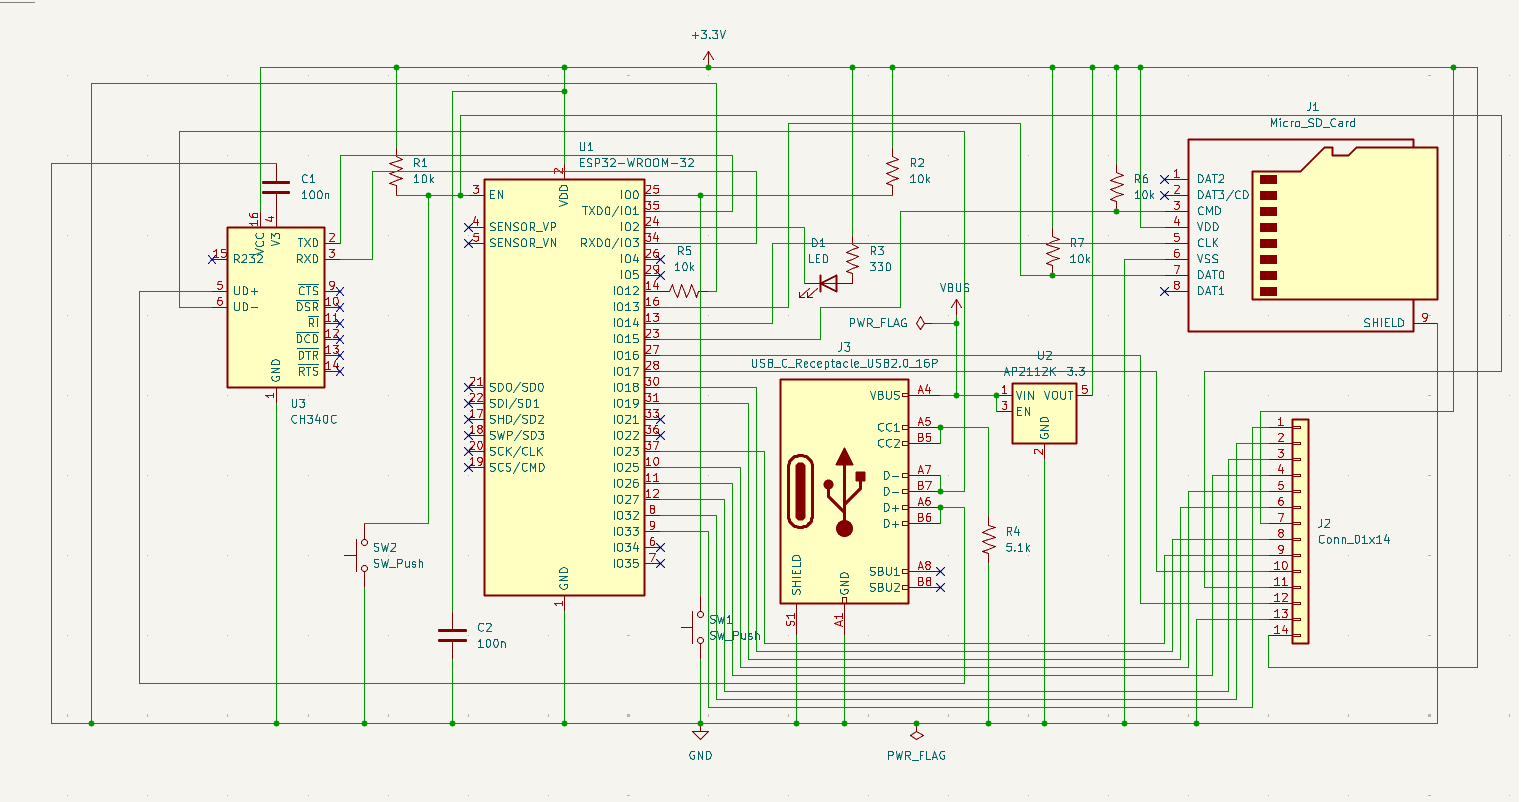 +3.3V
J1
Micro_SD_Card
1 DAT2
2 DAT3/CD
3 CMD
4 VDD
5 CLK
6 VSS
7 DAT0
8 DAT1
SHIELD 9
R6
10k
R7
10k
R2
10k
R1
10k
C1
100n
U1
ESP32-WROOM-32
2
VDD
3 EN
4 SENSOR_VP
5 SENSOR_VN
21 SDO/SD0
22 SDI/SD1
17 SHD/SD2
18 SWP/SD3
20 SCK/CLK
19 SCS/CMD
IO0 25
TXD0/IO1 35
IO2 24
RXD0/IO3 34
IO4 26
IO5 29
IO12 14
IO13 16
IO14 13
IO15 23
IO16 27
IO17 28
IO18 30
IO19 31
IO21 33
IO22 36
IO23 37
IO25 10
IO26 11
IO27 12
IO32 8
IO33 9
IO34 6
IO35 7
GND
1
16
VCC
4
V3
15 R232
5 UD+
6 UD-
TXD 2
RXD 3
CTS 9
DSR 10
RI 11
DCD 12
DTR 13
RTS 14
GND
1
U3
CH340C
R5
10k
D1
LED
R3
330
VBUS
PWR_FLAG
J3
USB_C_Receptacle_USB2.0_16P
VBUS A4
CC1 A5
CC2 B5
D- A7
D- B7
D+ A6
D+ B6
SBU1 A8
SBU2 B8
SHIELD
S1
GND
A1
U2
AP2112K-3.3
1 VIN
3 EN
VOUT 5
GND
2
R4
5.1k
1
2
3
4
5
6
7
8
9
10
11
12
13
14
J2
Conn_01x14
SW2
SW_Push
C2
100n
SW1
SW_Push
GND
PWR_FLAG